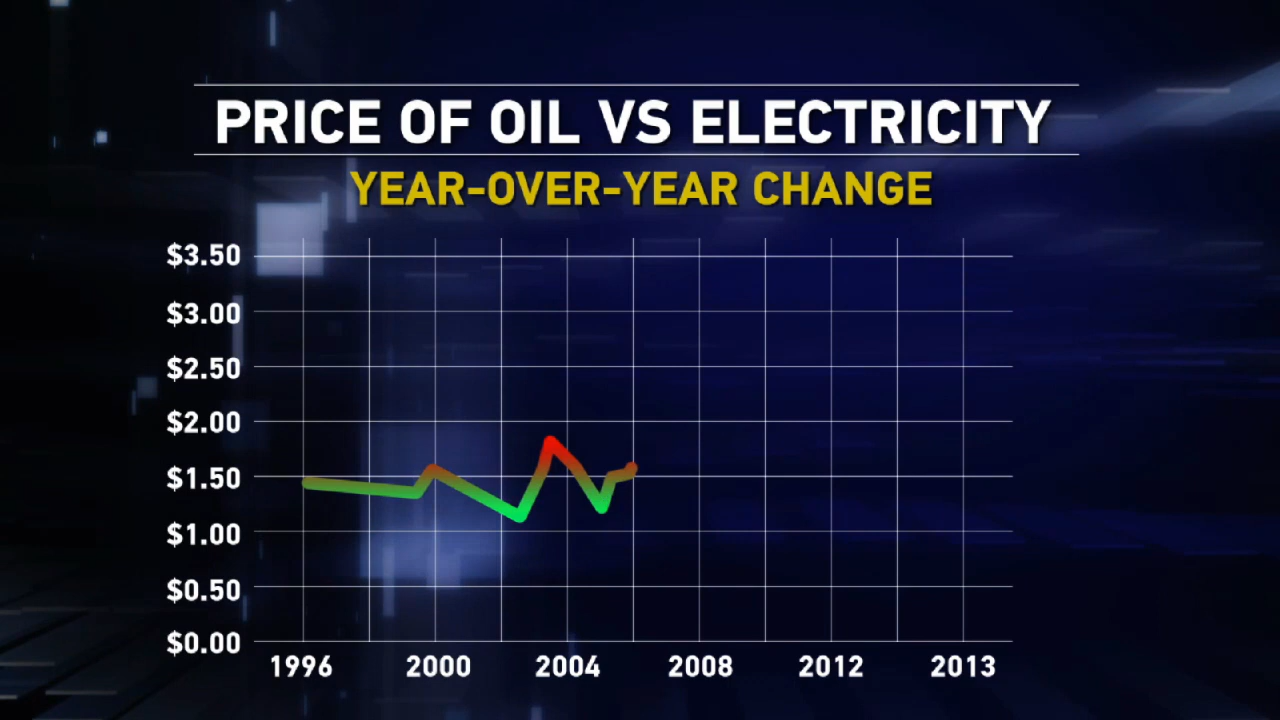 PRICE OF OIL VS ELECTRICITY
YEAR-OVER-YEAR CHANGE
$3.50
$3.00
$2.50
$2.00
$1.50
$1.00
$0.50
$0.00
1996 2000 2004 2008 2012 2013